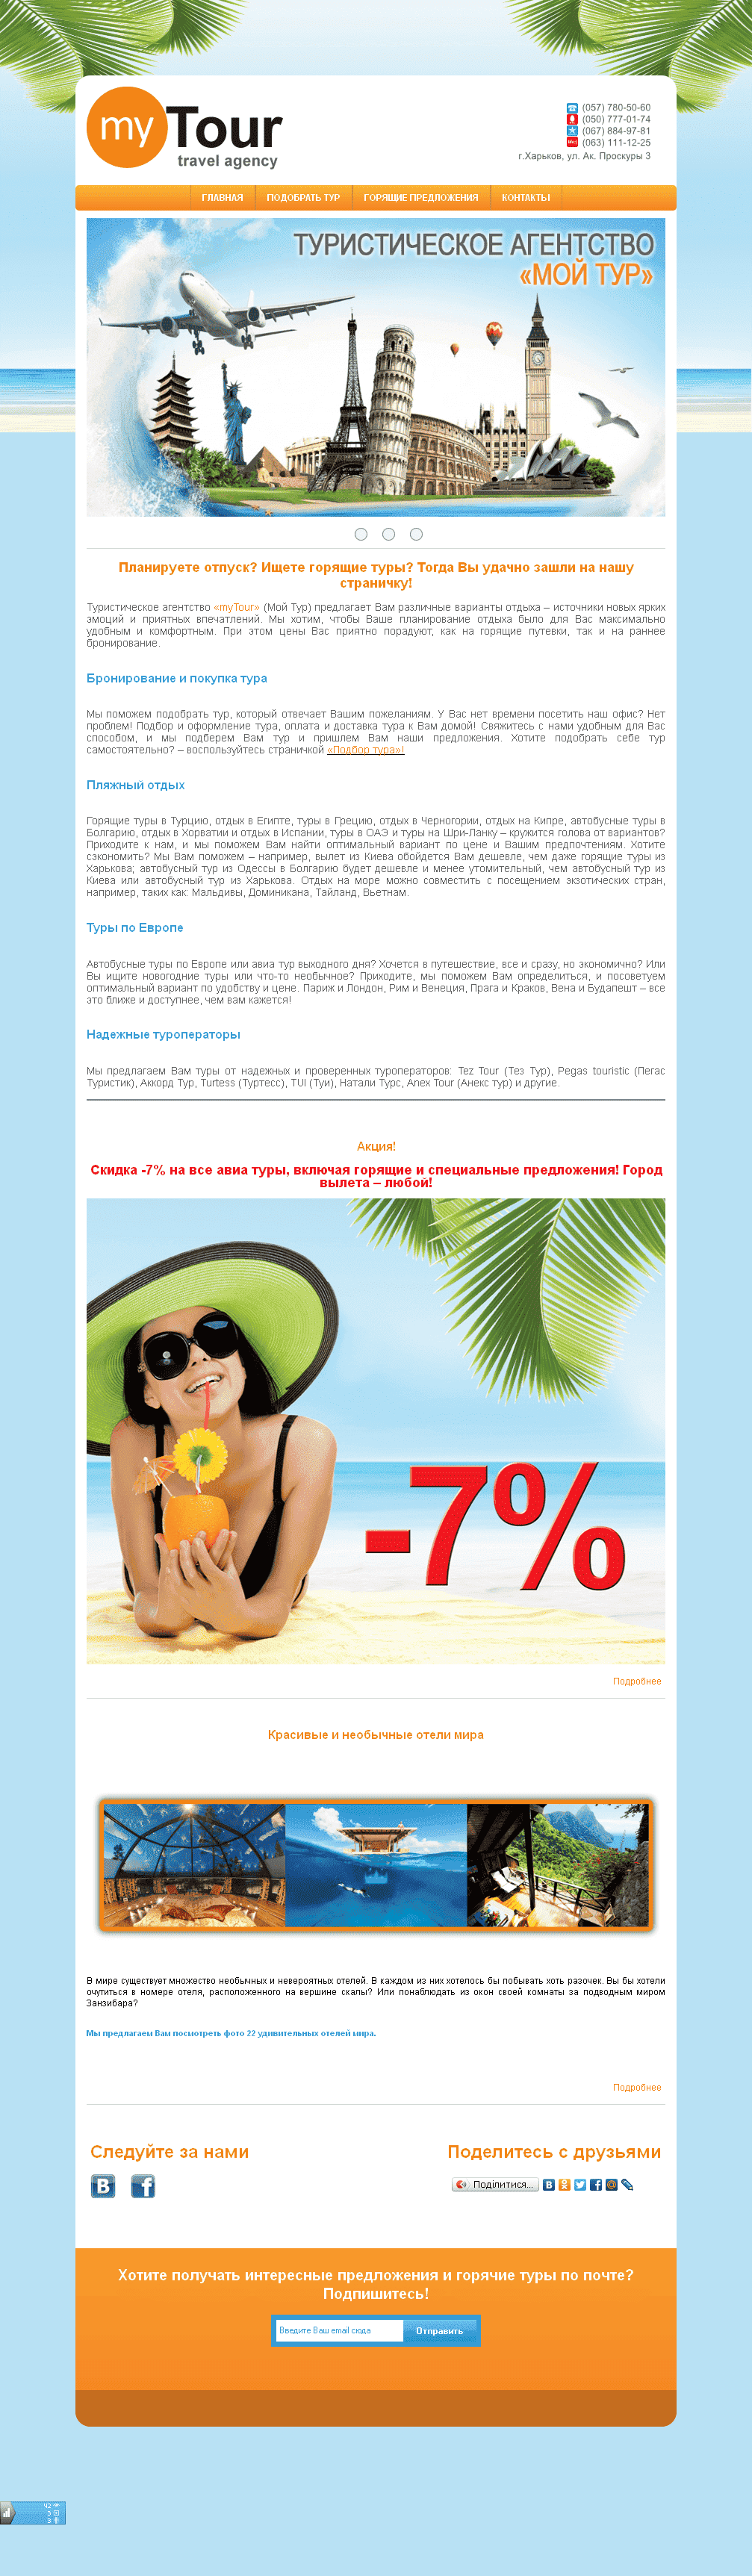 my Tour
travel agency
(057) 780-50-60
(050) 777-01-74
(067) 884-97-81
(063) 111-12-25
г.Харьков, ул. Ак. Проскуры 3
ГЛАВНАЯ ПОДОБРАТЬ ТУР ГОРЯЩИЕ ПРЕДЛОЖЕНИЯ КОНТАКТЫ
ТУРИСТИЧЕСКОЕ АГЕНТСТВО
«МОЙ ТУР»
Планируете отпуск? Ищете горящие туры? Тогда Вы удачно зашли на нашу
страничку!
Туристическое агентство «myTour» (Мой Тур) предлагает Вам различные варианты отдыха – источники новых ярких
эмоций и приятных впечатлений. Мы хотим, чтобы Ваше планирование отдыха было для Вас максимально
удобным и комфортным. При этом цены Вас приятно порадуют, как на горящие путевки, так и на раннее
бронирование.
Бронирование и покупка тура
Мы поможем подобрать тур, который отвечает Вашим пожеланиям. У Вас нет времени посетить наш офис? Нет
проблем! Подбор и оформление тура, оплата и доставка тура к Вам домой! Свяжитесь с нами удобным для Вас
способом, и мы подберем Вам тур и пришлем Вам наши предложения. Хотите подобрать себе тур
самостоятельно? – воспользуйтесь страничкой «Подбор тура»!
Пляжный отдых
Горящие туры в Турцию, отдых в Египте, туры в Грецию, отдых в Черногории, отдых на Кипре, автобусные туры в
Болгарию, отдых в Хорватии и отдых в Испании, туры в ОАЭ и туры на Шри-Ланку – кружится голова от вариантов?
Приходите к нам, и мы поможем Вам найти оптимальный вариант по цене и Вашим предпочтениям. Хотите
сэкономить? Мы Вам поможем – например, вылет из Киева обойдется Вам дешевле, чем даже горящие туры из
Харькова; автобусный тур из Одессы в Болгарию будет дешевле и менее утомительный, чем автобусный тур из
Киева или автобусный тур из Харькова. Отдых на море можно совместить с посещением экзотических стран,
например, таких как: Мальдивы, Доминикана, Тайланд, Вьетнам.
Туры по Европе
Автобусные туры по Европе или авиа тур выходного дня? Хочется в путешествие, все и сразу, но экономично? Или
Вы ищите новогодние туры или что-то необычное? Приходите, мы поможем Вам определиться, и посоветуем
оптимальный вариант по удобству и цене. Париж и Лондон, Рим и Венеция, Прага и Краков, Вена и Будапешт – все
это ближе и доступнее, чем вам кажется!
Надежные туроператоры
Мы предлагаем Вам туры от надежных и проверенных туроператоров: Tez Tour (Тез Тур), Pegas touristic (Пегас
Туристик), Аккорд Тур, Turtess (Туртесс), TUI (Туи), Натали Турс, Anex Tour (Анекс тур) и другие.
Акция!
Скидка -7% на все авиа туры, включая горящие и специальные предложения! Город
вылета – любой!
-7%
Подробнее
Красивые и необычные отели мира
В мире существует множество необычных и невероятных отелей. В каждом из них хотелось бы побывать хоть разочек. Вы бы хотели
очутиться в номере отеля, расположенного на вершине скалы? Или понаблюдать из окон своей комнаты за подводным миром
Занзибара?
Мы предлагаем Вам посмотреть фото 22 удивительных отелей мира.
Подробнее
Следуйте за нами Поделитесь с друзьями
Поділитися...
Хотите получать интересные предложения и горячие туры по почте?
Подпишитесь!
Введите Ваш email сюда Отправить
42
3
3